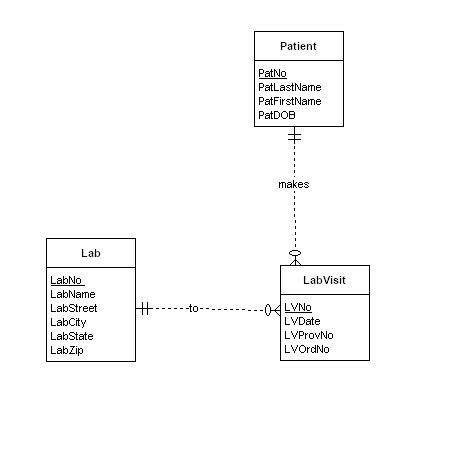 Patient
PatNo
PatLastName
PatFirstName
PatDOB
makes
Lab
LabNo
LabName
LabStreet
LabCity
LabState
LabZip
to
LabVisit
LVNo
LVDate
LVProvNo
LVOrdNo